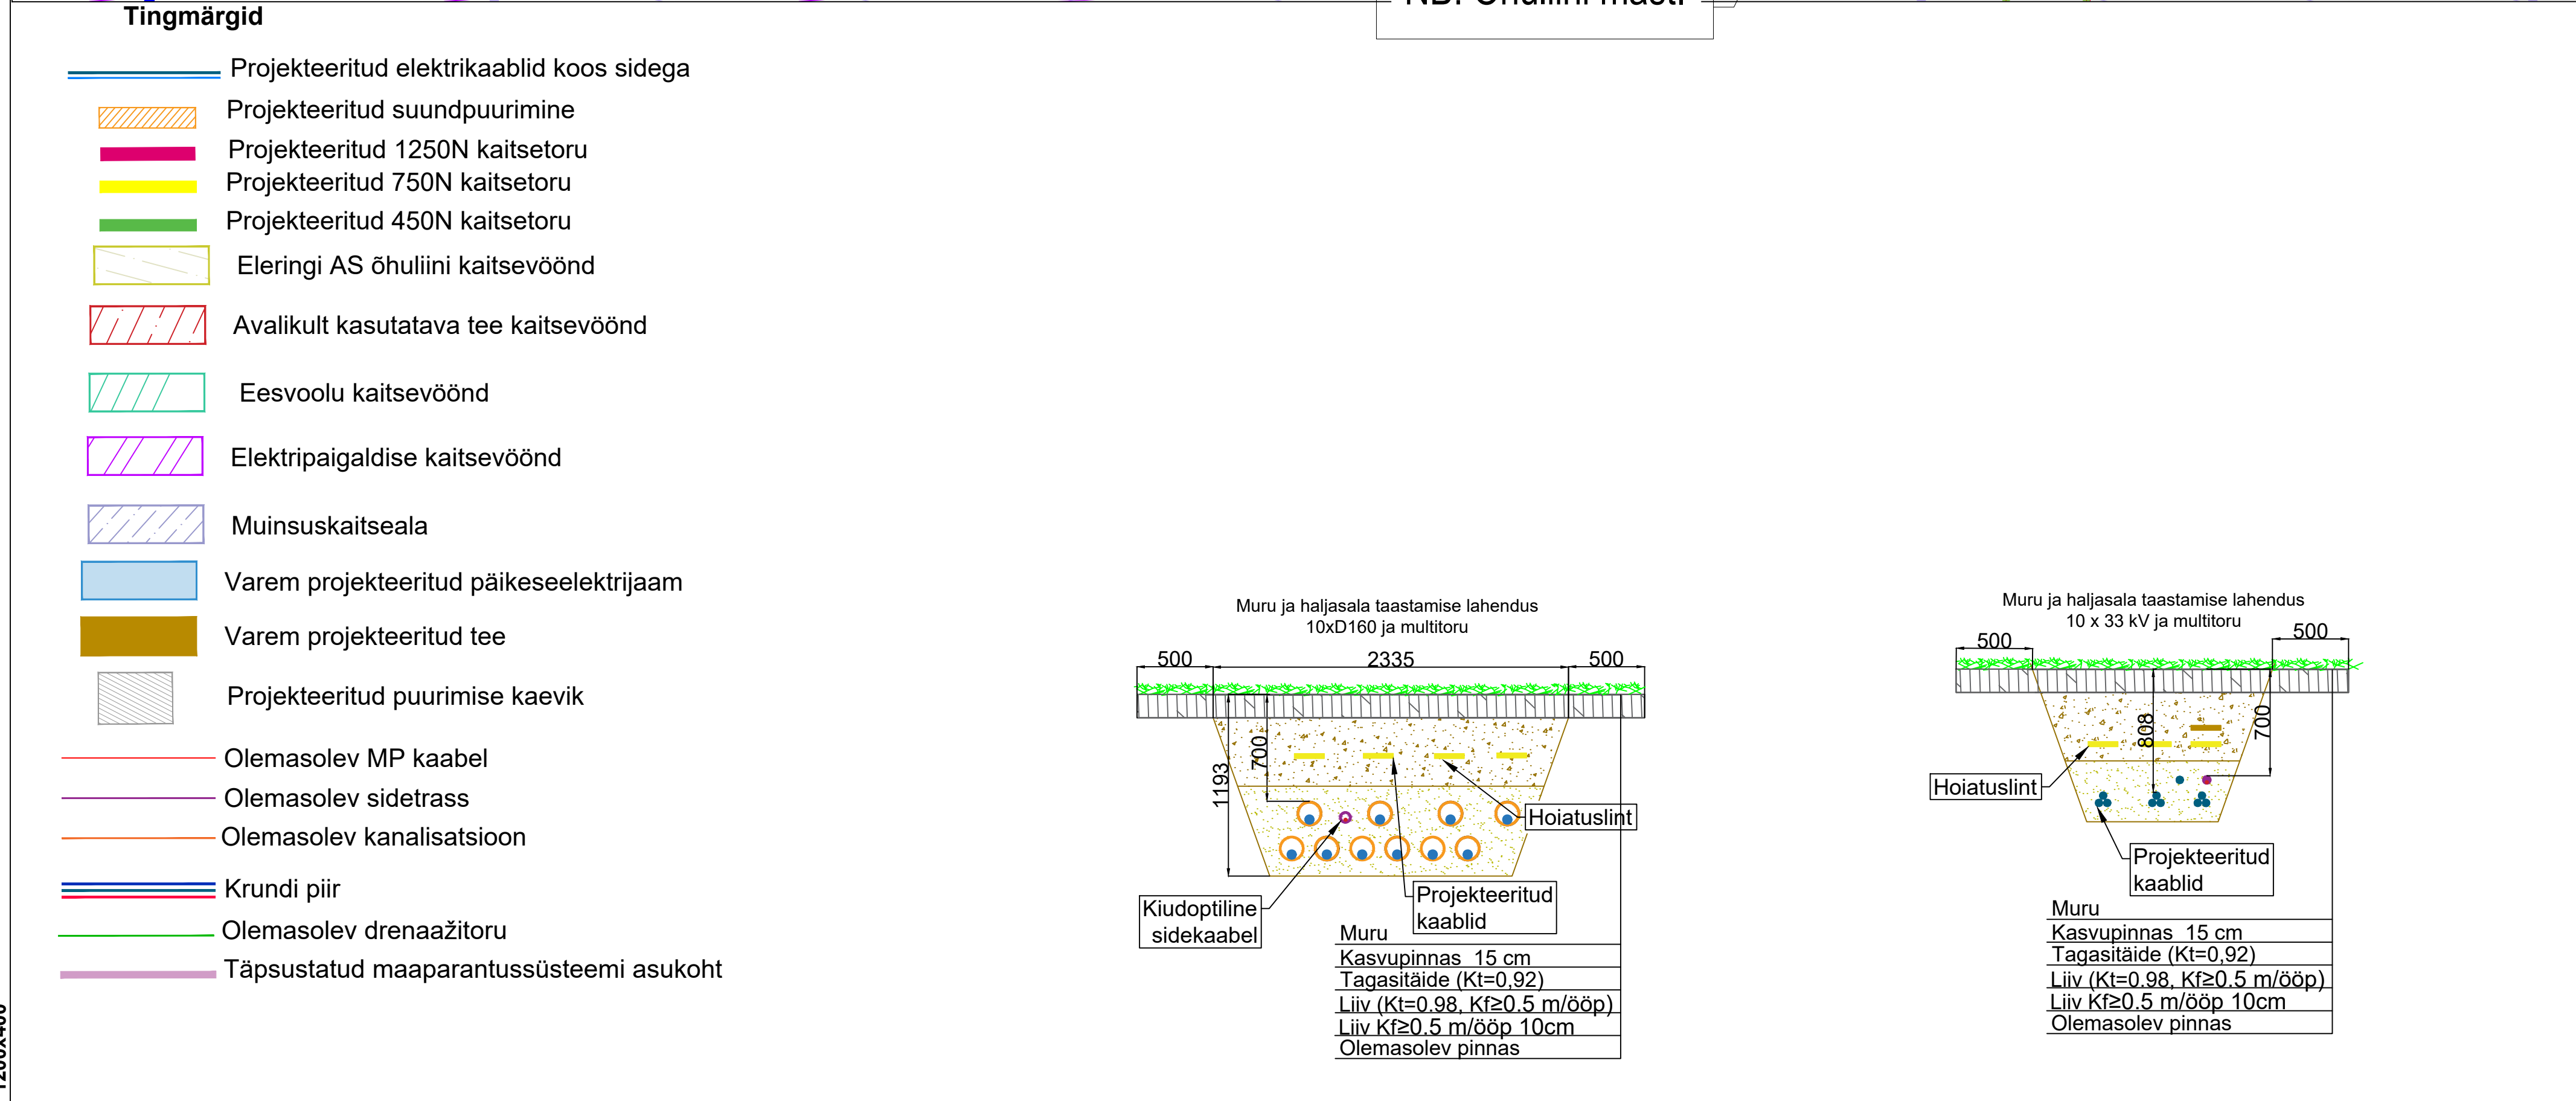 Tingmärgid
Projekteeritud elektrikaablid koos sidega
Projekteeritud suundpuurimine
Projekteeritud 1250N kaitsetoru
Projekteeritud 750N kaitsetoru
Projekteeritud 450N kaitsetoru
Eleringi AS õhuliini kaitsevöönd
Avalikult kasutatava tee kaitsevöönd
Eesvoolu kaitsevöönd
Elektripaigaldise kaitsevöönd
Muinsuskaitseala
Varem projekteeritud päikeseelektrijaam
Varem projekteeritud tee
Projekteeritud puurimise kaevik
Olemasolev MP kaabel
Olemasolev sidetrass
Olemasolev kanalisatsioon
Krundi piir
Olemasolev drenaažitoru
Täpsustatud maaparantussüsteemi asukoht
Muru ja haljasala taastamise lahendus
10xD160 ja multitoru
500
2335
500
700
1193
Hoiatuslint
Projekteeritud
kaablid
Kiudoptiline
sidekaabel
Muru
Kasvupinnas 15 cm
Tagasitäide (Kt=0,92)
Liiv (Kt=0.98, Kf≥0.5 m/ööp)
Liiv Kf≥0.5 m/ööp 10cm
Olemasolev pinnas
Muru ja haljasala taastamise lahendus
10 x 33 kV ja multitoru
500
500
808
700
Hoiatuslint
Projekteeritud
kaablid
Muru
Kasvupinnas 15 cm
Tagasitäide (Kt=0,92)
Liiv (Kt=0.98, Kf≥0.5 m/ööp)
Liiv Kf≥0.5 m/ööp 10cm
Olemasolev pinnas